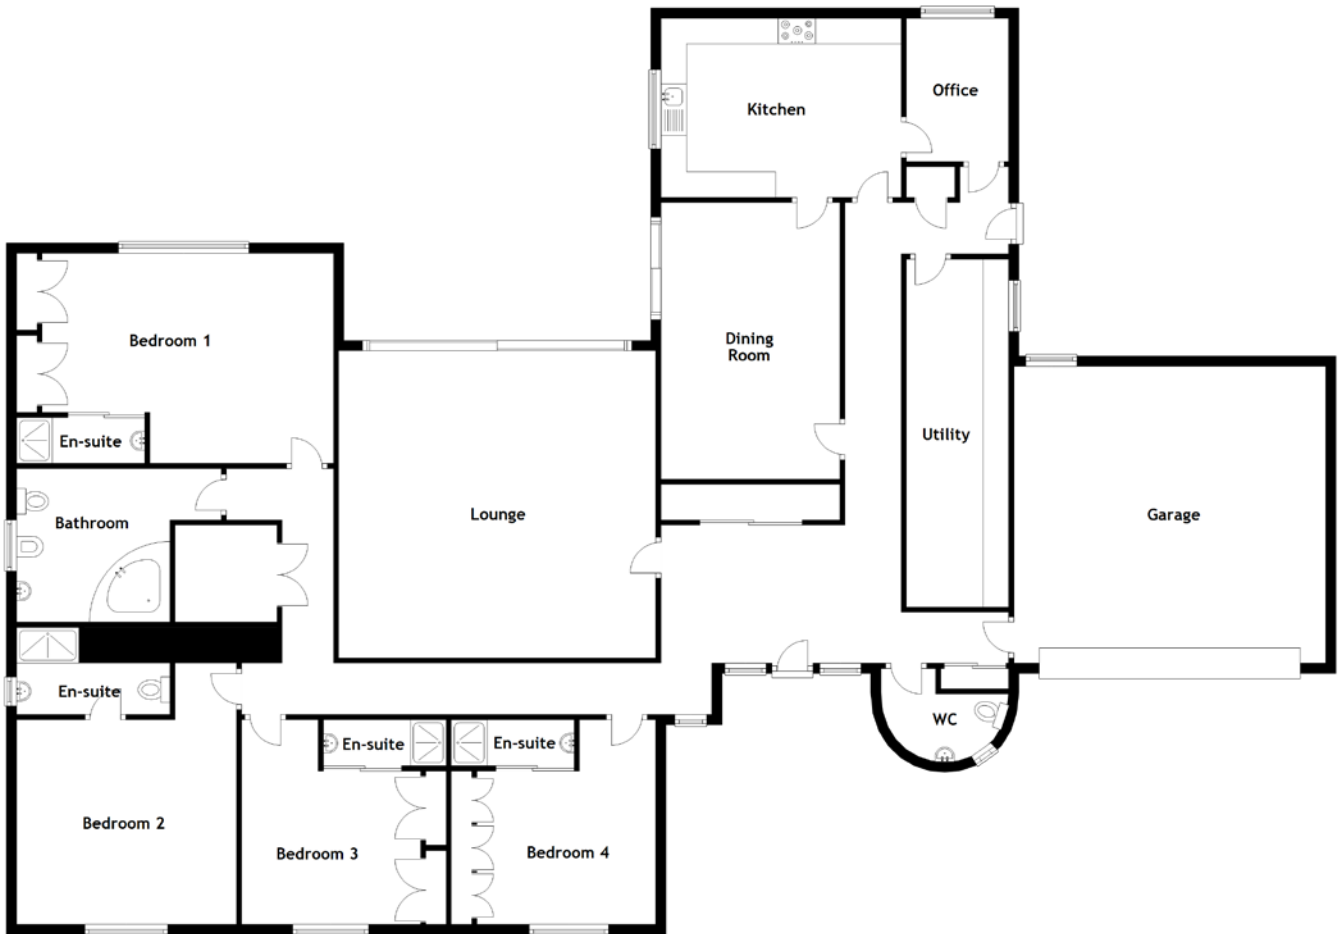 Kitchen
Office
Bedroom 1
Dining
Room
En-suite
Utility
Bathroom
Lounge
Garage
En-suite
WC
En-suite
En-suite
Bedroom 2
Bedroom 3
Bedroom 4